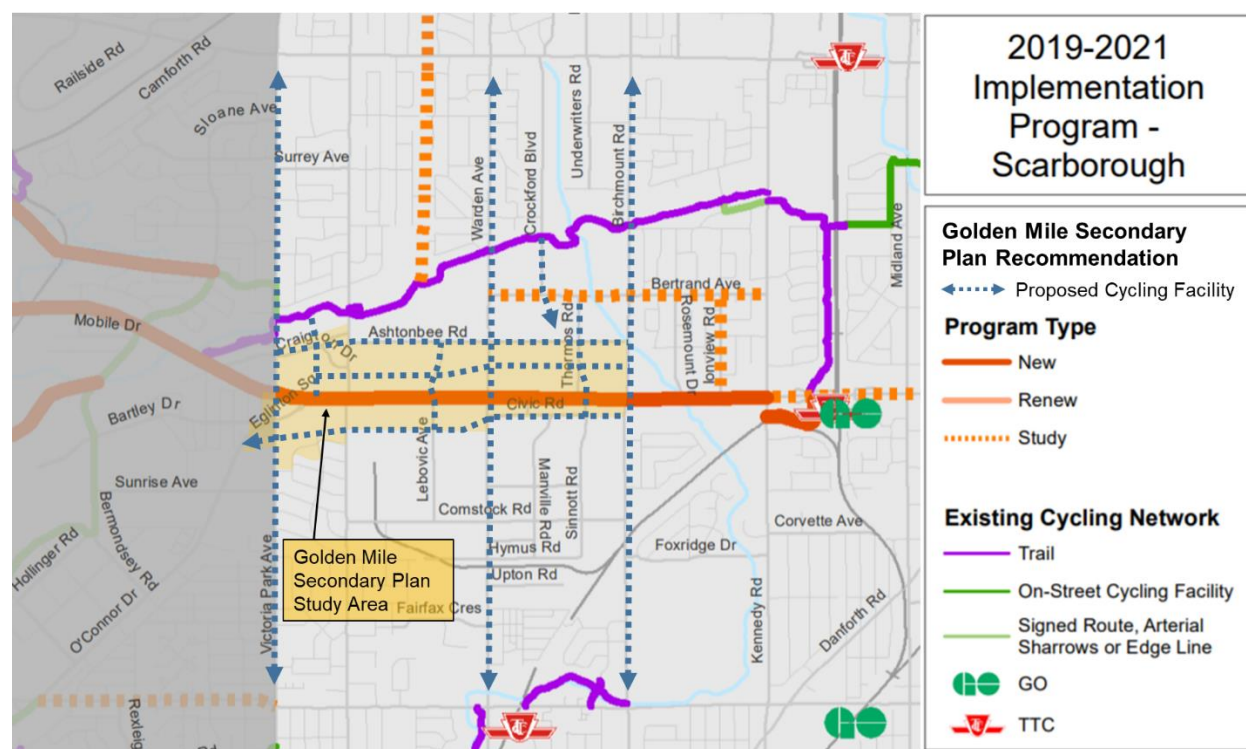 Railside Rd
Carnforth Rd
Sloane Ave
Surrey Ave
Warden Ave
Crockford Blvd
Underwriters Rd
Birchmount Rd
Midland Ave
Mobile Dr
Craigton Dr
Ashtonbee Rd
Thermos Rd
Bertrand Ave
Rosemount Dr
Ionview Rd
Bartley Dr
Eglinton Sq
Civic Rd
Sunrise Ave
Lebovic Ave
Manville Rd
Sinnott Rd
Comstock Rd
Hymus Rd
Upton Rd
Corvette Ave
Foxridge Dr
Hollinger Rd
Bermondsey Rd
O'Connor Dr
Victoria Park Ave
Golden Mile
Secondary Plan
Study Area
Fairfax Cres
Kennedy Rd
Danforth Rd
2019-2021
Implementation
Program -
Scarborough
Golden Mile Secondary
Plan Recommendation
Proposed Cycling Facility
Program Type
New
Renew
Study
Existing Cycling Network
Trail
On-Street Cycling Facility
Signed Route, Arterial
Sharrows or Edge Line
GO
TTC